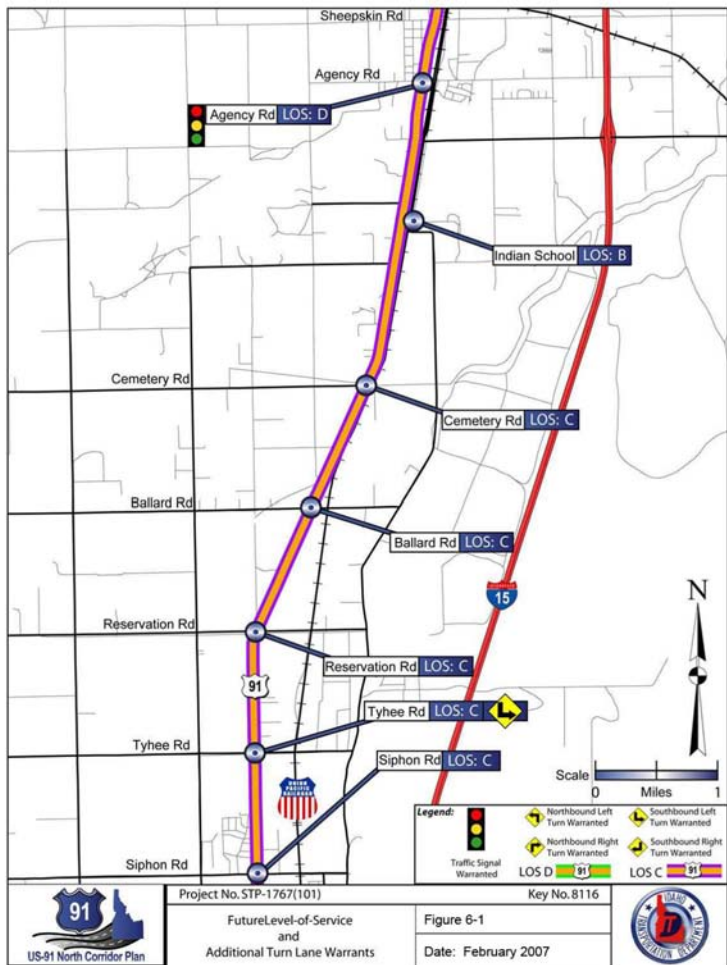 Sheepskin Rd
Agency Rd
Agency Rd LOS: D
Indian School LOS: B
Cemetery Rd
Cemetery Rd LOS: C
Ballard Rd
Ballard Rd LOS: C
15
N
Reservation Rd
Reservation Rd LOS: C
91
Tyhee Rd LOS: C
Tyhee Rd
Siphon Rd LOS: C
UNION
PACIFIC
RAILROAD
Scale
0 Miles 1
Siphon Rd
Legend:
Traffic Signal
Warranted
Northbound Left
Turn Warranted
Southbound Left
Turn Warranted
Northbound Right
Turn Warranted
Southbound Right
Turn Warranted
LOS D 91
LOS C 91
91
US-91 North Corridor Plan
Project No. STP-1767(101) Key No. 8116
FutureLevel-of-Service
and
Additional Turn Lane Warrants
Figure 6-1
Date: February 2007
IDAHO
TRANSPORTATION DEPARTMENT